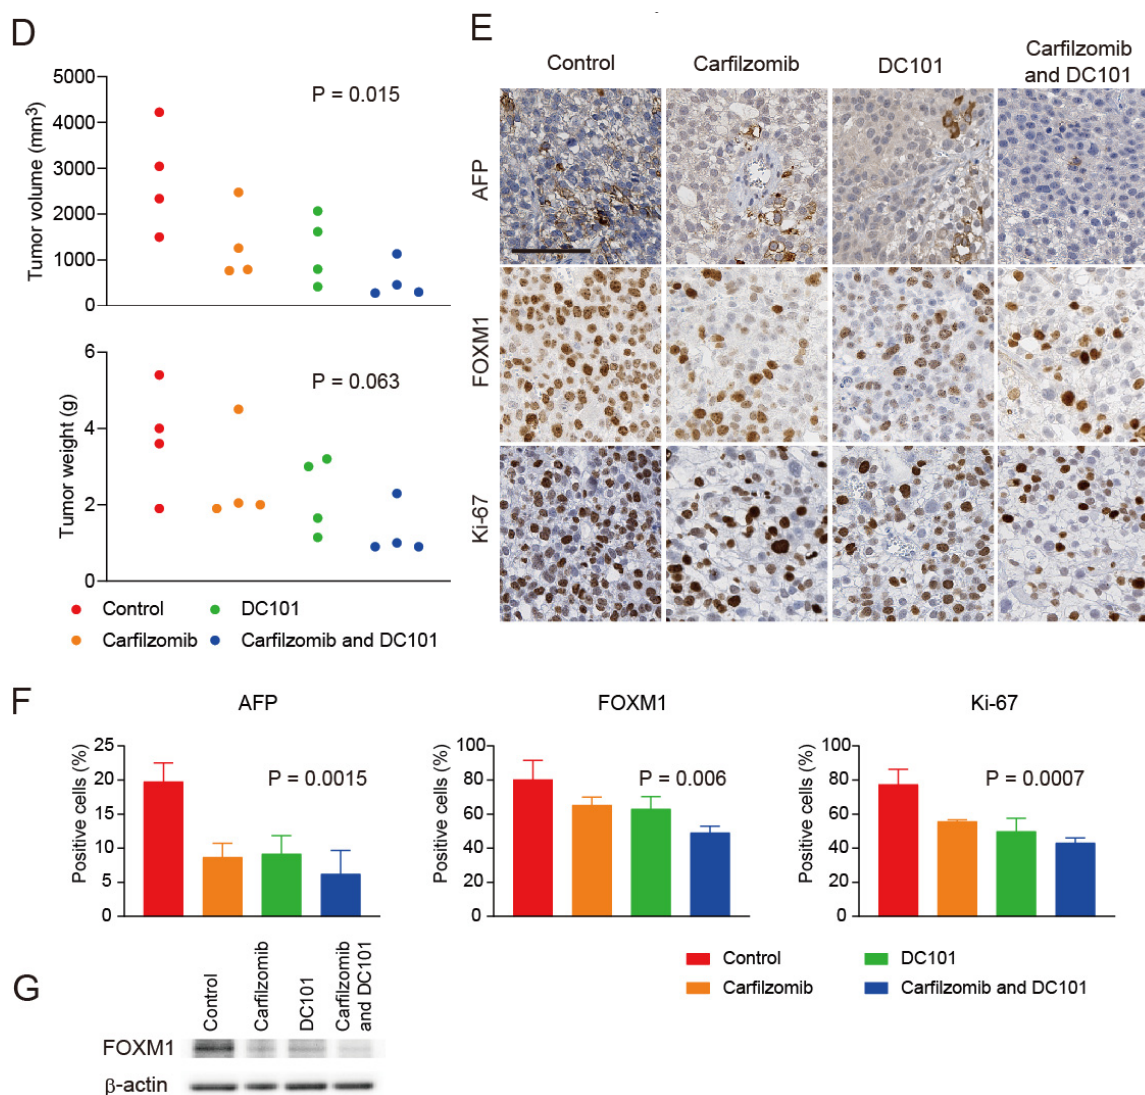 D
5000
4000
3000
2000
1000
0
Tumor volume (mm³)
P = 0.015
6
4
2
0
Tumor weight (g)
P = 0.063
Control
DC101
Carfilzomib
Carfilzomib and DC101
E
Control
Carfilzomib
DC101
Carfilzomib
and DC101
AFP
FOXM1
Ki-67
F
AFP
25
20
15
10
5
0
Positive cells (%)
P = 0.0015
FOXM1
100
80
60
40
20
0
Positive cells (%)
P = 0.006
Ki-67
100
80
60
40
20
0
Positive cells (%)
P = 0.0007
Control
DC101
Carfilzomib
Carfilzomib and DC101
G
Control
Carfilzomib
DC101
Carfilzomib
and DC101
FOXM1
β-actin